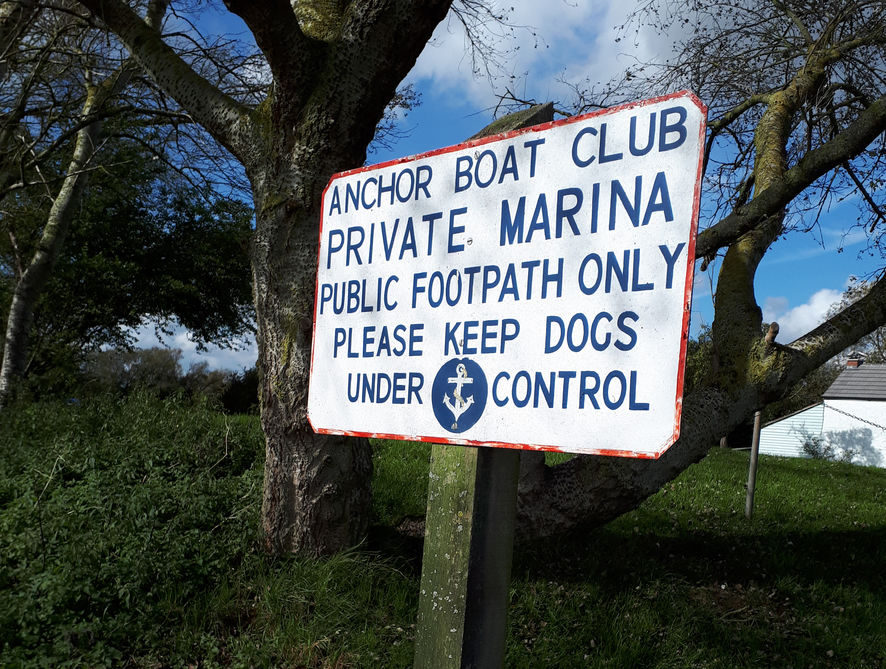 ANCHOR BOAT CLUB
PRIVATE MARINA
PUBLIC FOOTPATH ONLY
PLEASE KEEP DOGS
UNDER CONTROL